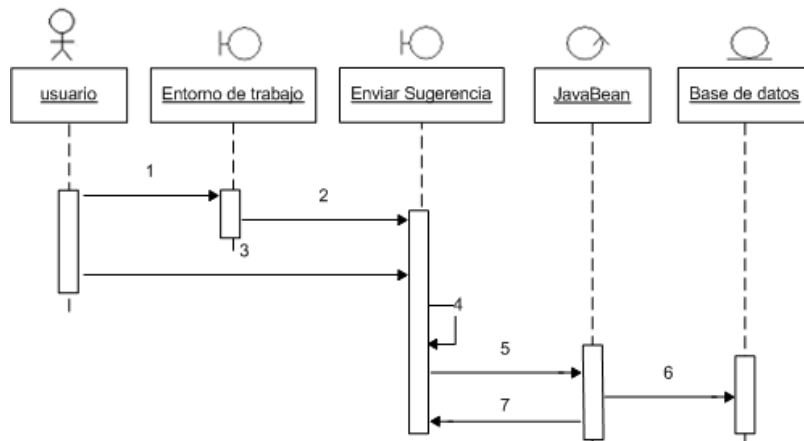 usuario
Entorno de trabajo
Enviar Sugerencia
JavaBean
Base de datos
1
2
3
4
5
6
7